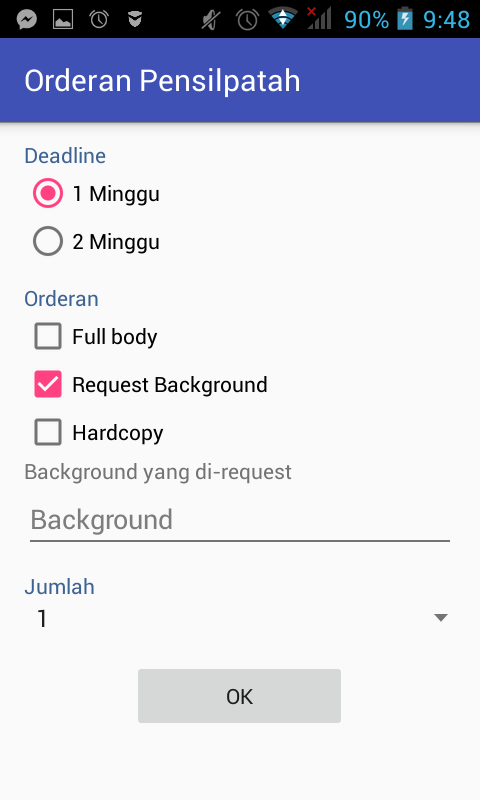 90% 9:48
Orderan Pensilpatah
Deadline
1 Minggu
2 Minggu
Orderan
Full body
Request Background
Hardcopy
Background yang di-request
Background
Jumlah
1
OK